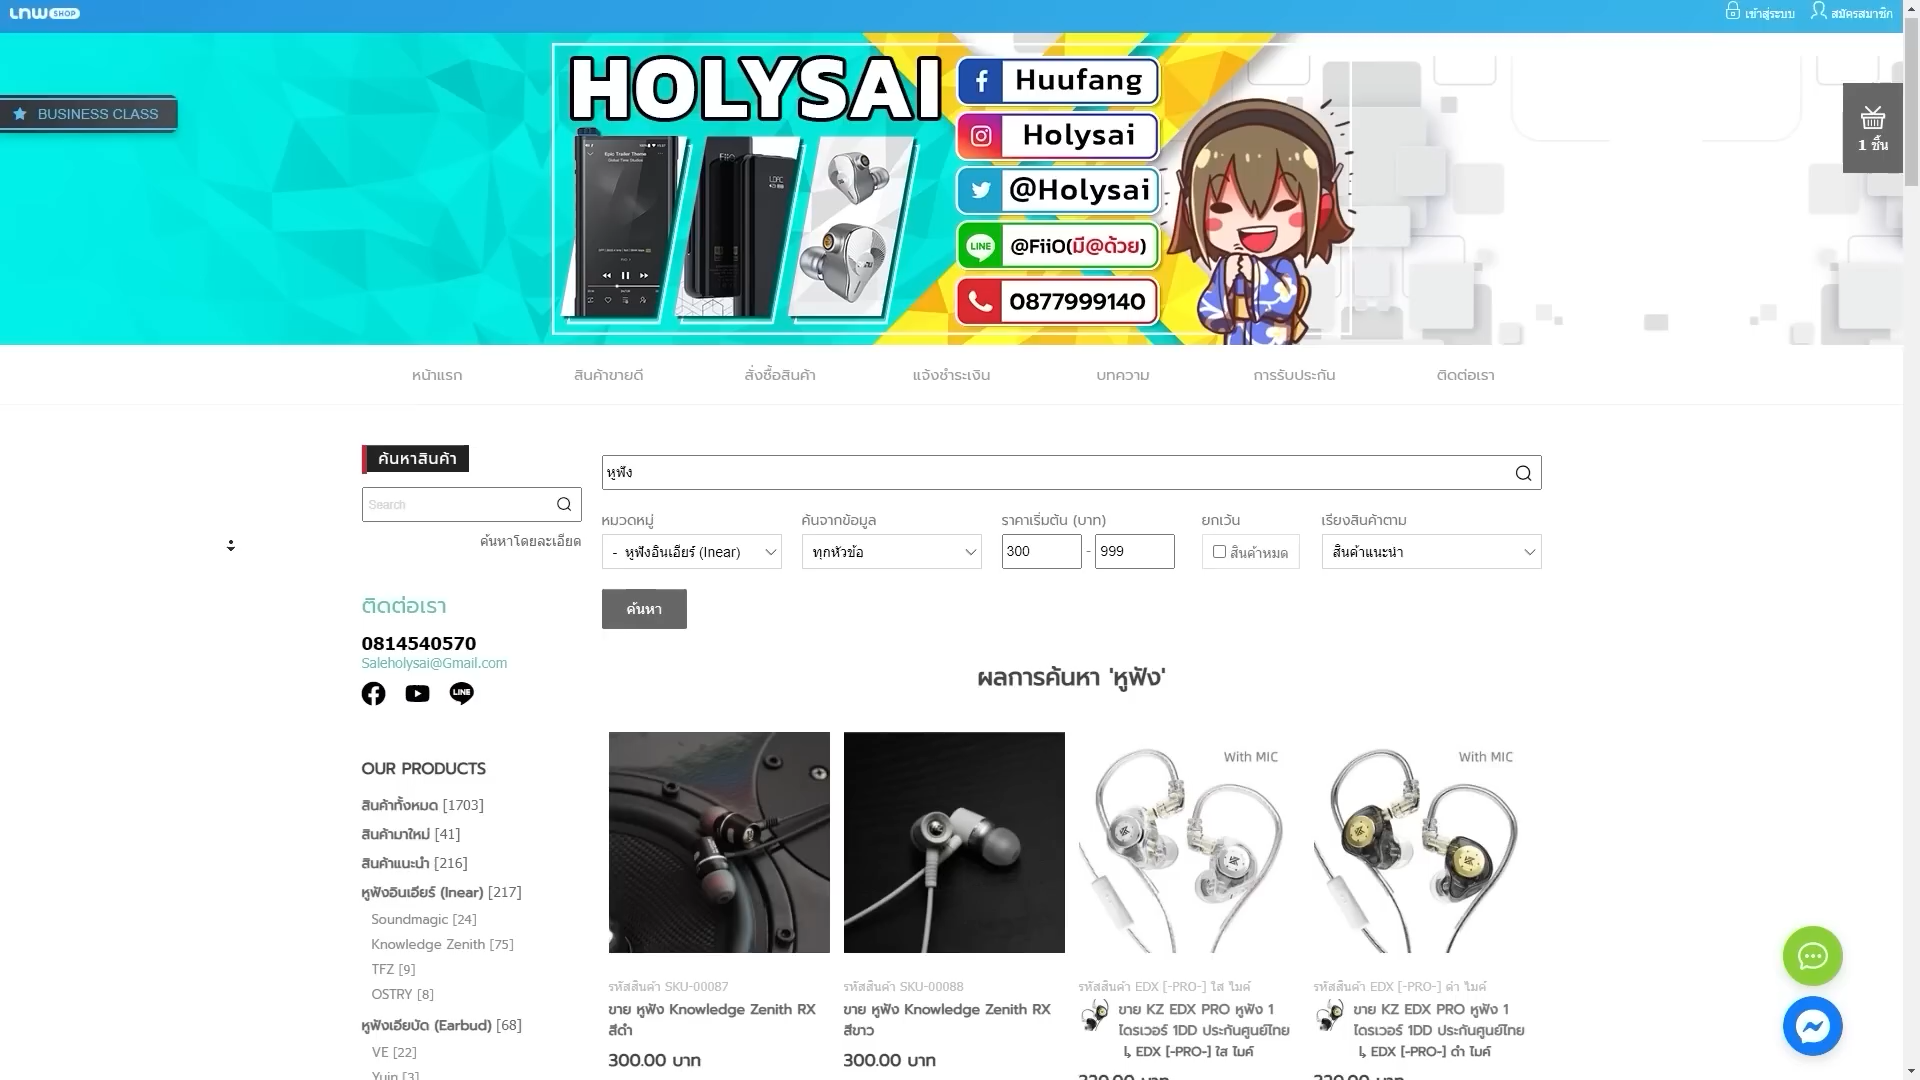 LnW SHOP
เข้าสู่ระบบ
สมัครสมาชิก
BUSINESS CLASS
HOLYSAI
Huufang
Holysai
@Holysai
LINE @FiiO(มี@ด้วย)
0877999140
Epic Trailer Theme
FiiO
1 ชิ้น
หน้าแรก
สินค้าขายดี
สั่งซื้อสินค้า
แจ้งชำระเงิน
บทความ
การรับประกัน
ติดต่อเรา
ค้นหาสินค้า
Search
ค้นหาโดยละเอียด
หูฟัง
หมวดหมู่
ค้นจากข้อมูล
ราคาเริ่มต้น (บาท)
ยกเว้น
เรียงสินค้าตาม
- หูฟังอินเอียร์ (Inear)
ทุกหัวข้อ
300 - 999
สินค้าหมด
สินค้าแนะนำ
ค้นหา
ติดต่อเรา
0814540570
Saleholysai@Gmail.com
LINE
ผลการค้นหา 'หูฟัง'
OUR PRODUCTS
สินค้าทั้งหมด [1703]
สินค้ามาใหม่ [41]
สินค้าแนะนำ [216]
หูฟังอินเอียร์ (Inear) [217]
Soundmagic [24]
Knowledge Zenith [75]
TFZ [9]
OSTRY [8]
หูฟังเอียบัด (Earbud) [68]
VE [22]
Yuin [3]
With MIC
With MIC
รหัสสินค้า SKU-00087
ขาย หูฟัง Knowledge Zenith RX
สีดำ
300.00 บาท
รหัสสินค้า SKU-00088
ขาย หูฟัง Knowledge Zenith RX
สีขาว
300.00 บาท
รหัสสินค้า EDX [-PRO-] ใส ไมค์
ขาย KZ EDX PRO หูฟัง 1
ไดรเวอร์ 1DD ประกันศูนย์ไทย
EDX [-PRO-] ใส ไมค์
รหัสสินค้า EDX [-PRO-] ดำ ไมค์
ขาย KZ EDX PRO หูฟัง 1
ไดรเวอร์ 1DD ประกันศูนย์ไทย
EDX [-PRO-] ดำ ไมค์